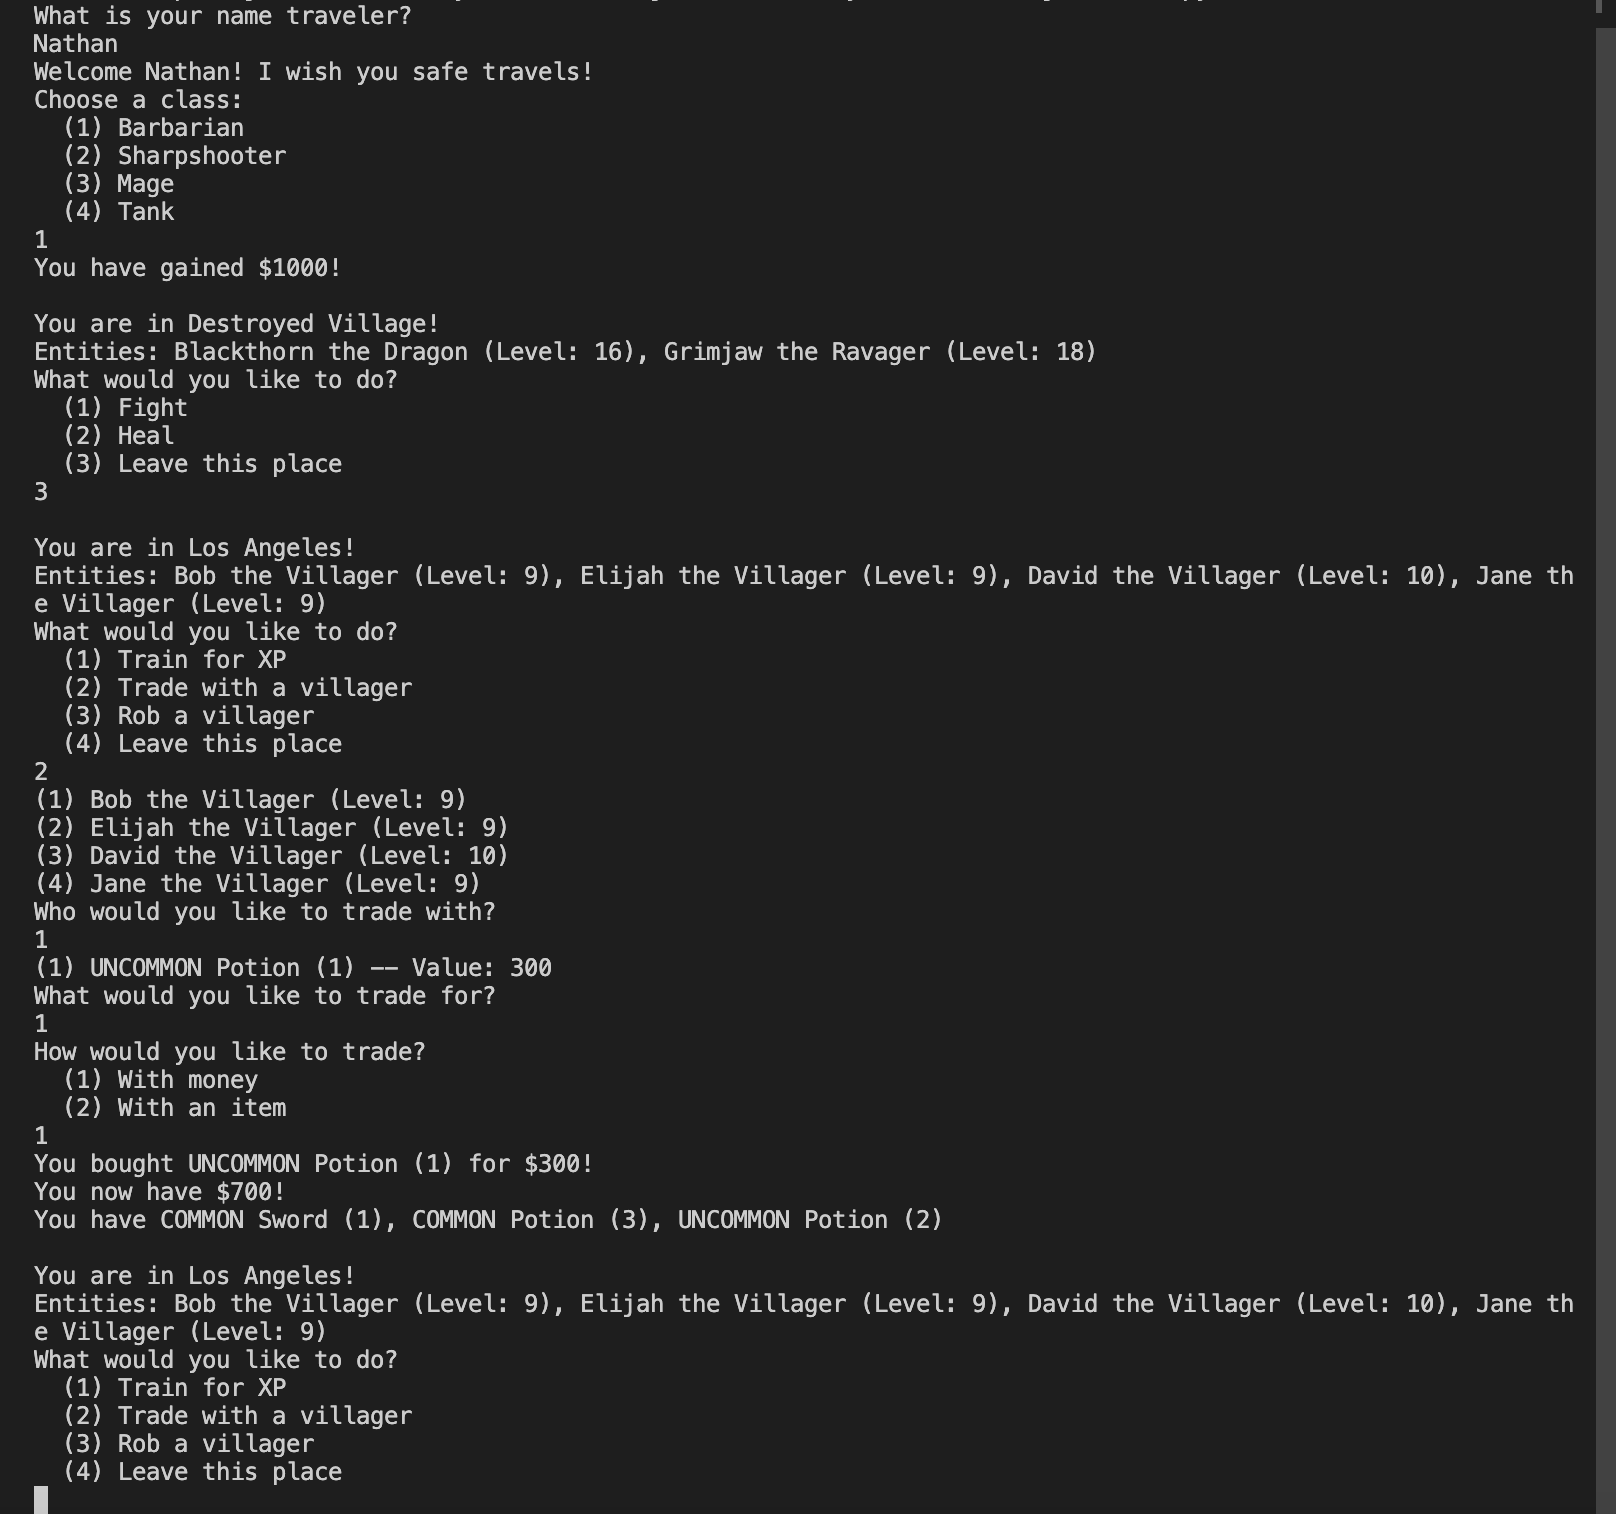 What is your name traveler?
Nathan
Welcome Nathan! I wish you safe travels!
Choose a class:
  (1) Barbarian
  (2) Sharpshooter
  (3) Mage
  (4) Tank
1
You have gained $1000!

You are in Destroyed Village!
Entities: Blackthorn the Dragon (Level: 16), Grimjaw the Ravager (Level: 18)
What would you like to do?
  (1) Fight
  (2) Heal
  (3) Leave this place
3

You are in Los Angeles!
Entities: Bob the Villager (Level: 9), Elijah the Villager (Level: 9), David the Villager (Level: 10), Jane th
e Villager (Level: 9)
What would you like to do?
  (1) Train for XP
  (2) Trade with a villager
  (3) Rob a villager
  (4) Leave this place
2
(1) Bob the Villager (Level: 9)
(2) Elijah the Villager (Level: 9)
(3) David the Villager (Level: 10)
(4) Jane the Villager (Level: 9)
Who would you like to trade with?
1
(1) UNCOMMON Potion (1) -- Value: 300
What would you like to trade for?
1
How would you like to trade?
  (1) With money
  (2) With an item
1
You bought UNCOMMON Potion (1) for $300!
You now have $700!
You have COMMON Sword (1), COMMON Potion (3), UNCOMMON Potion (2)

You are in Los Angeles!
Entities: Bob the Villager (Level: 9), Elijah the Villager (Level: 9), David the Villager (Level: 10), Jane th
e Villager (Level: 9)
What would you like to do?
  (1) Train for XP
  (2) Trade with a villager
  (3) Rob a villager
  (4) Leave this place